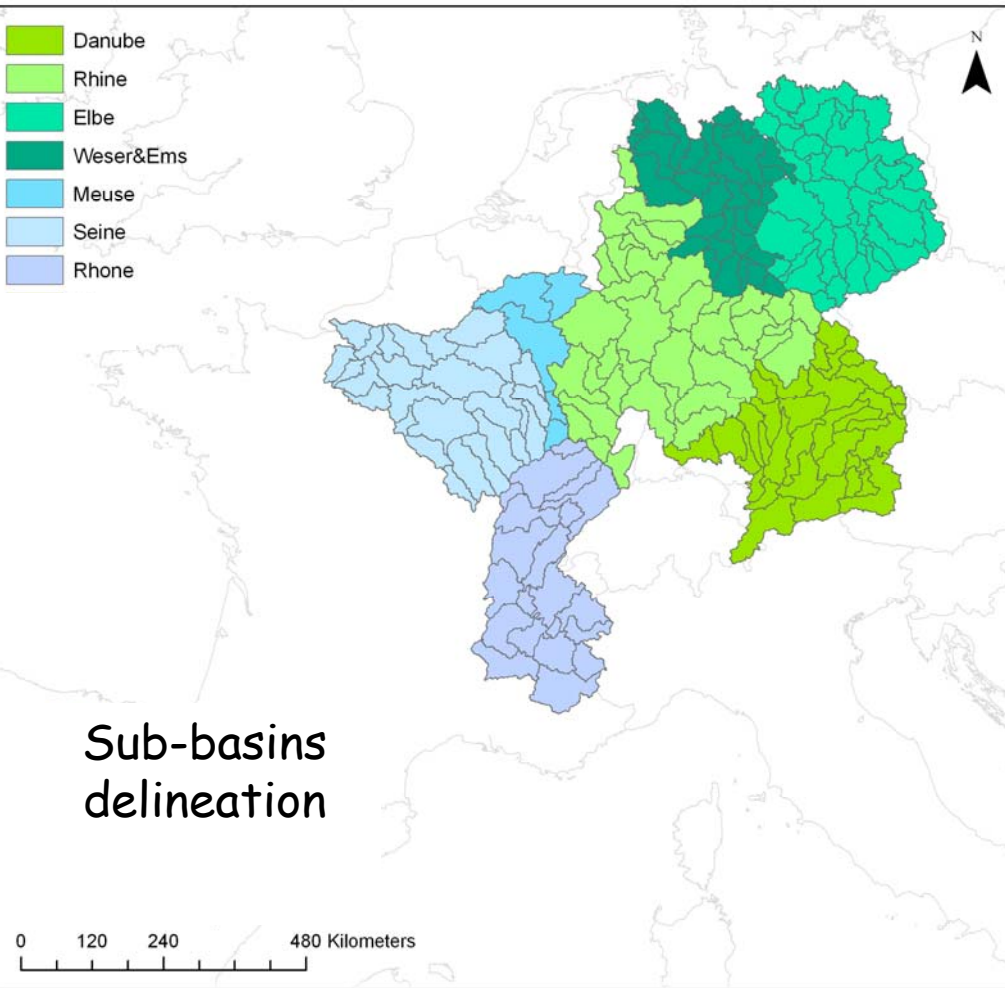 Danube
Rhine
Elbe
Weser&Ems
Meuse
Seine
Rhone
N
Sub-basins
delineation
0 120 240 480 Kilometers